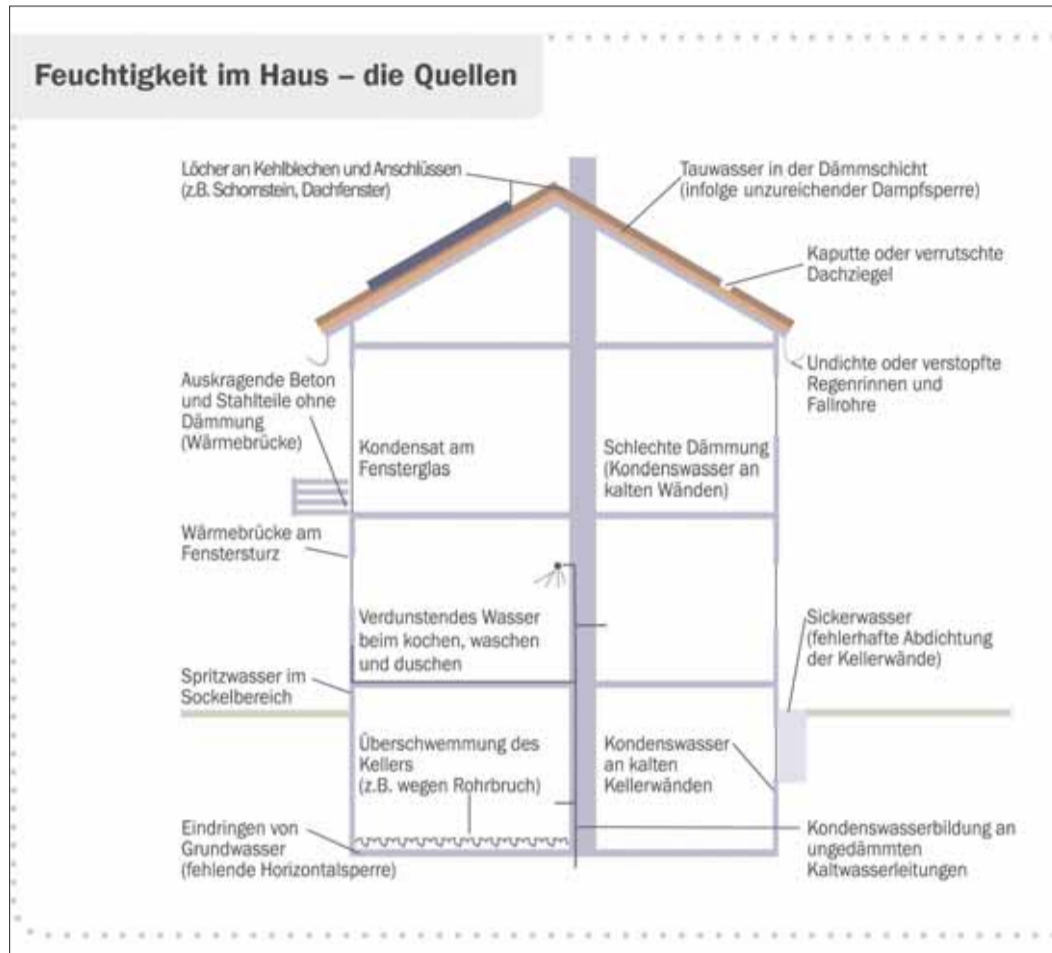 Feuchtigkeit im Haus – die Quellen
Löcher an Kehlblechen und Anschlüssen
(z.B. Schornstein, Dachfenster)
Tauwasser in der Dämmschicht
(infolge unzureichender Dampfsperre)
Kaputte oder verrutschte
Dachziegel
Undichte oder verstopfte
Regenrinnen und
Fallrohre
Auskragende Beton
und Stahlteile ohne
Dämmung
(Wärmebrücke)
Kondensat am
Fensterglas
Schlechte Dämmung
(Kondenswasser an
kalten Wänden)
Wärmebrücke am
Fenstersturz
Verdunstendes Wasser
beim kochen, waschen
und duschen
Sickerwasser
(fehlerhafte Abdichtung
der Kellerwände)
Spritzwasser im
Sockelbereich
Überschwemmung des
Kellers
(z.B. wegen Rohrbruch)
Kondenswasser
an kalten
Kellerwänden
Eindringen von
Grundwasser
(fehlende Horizontalsperre)
Kondenswasserbildung an
ungedämmten
Kaltwasserleitungen